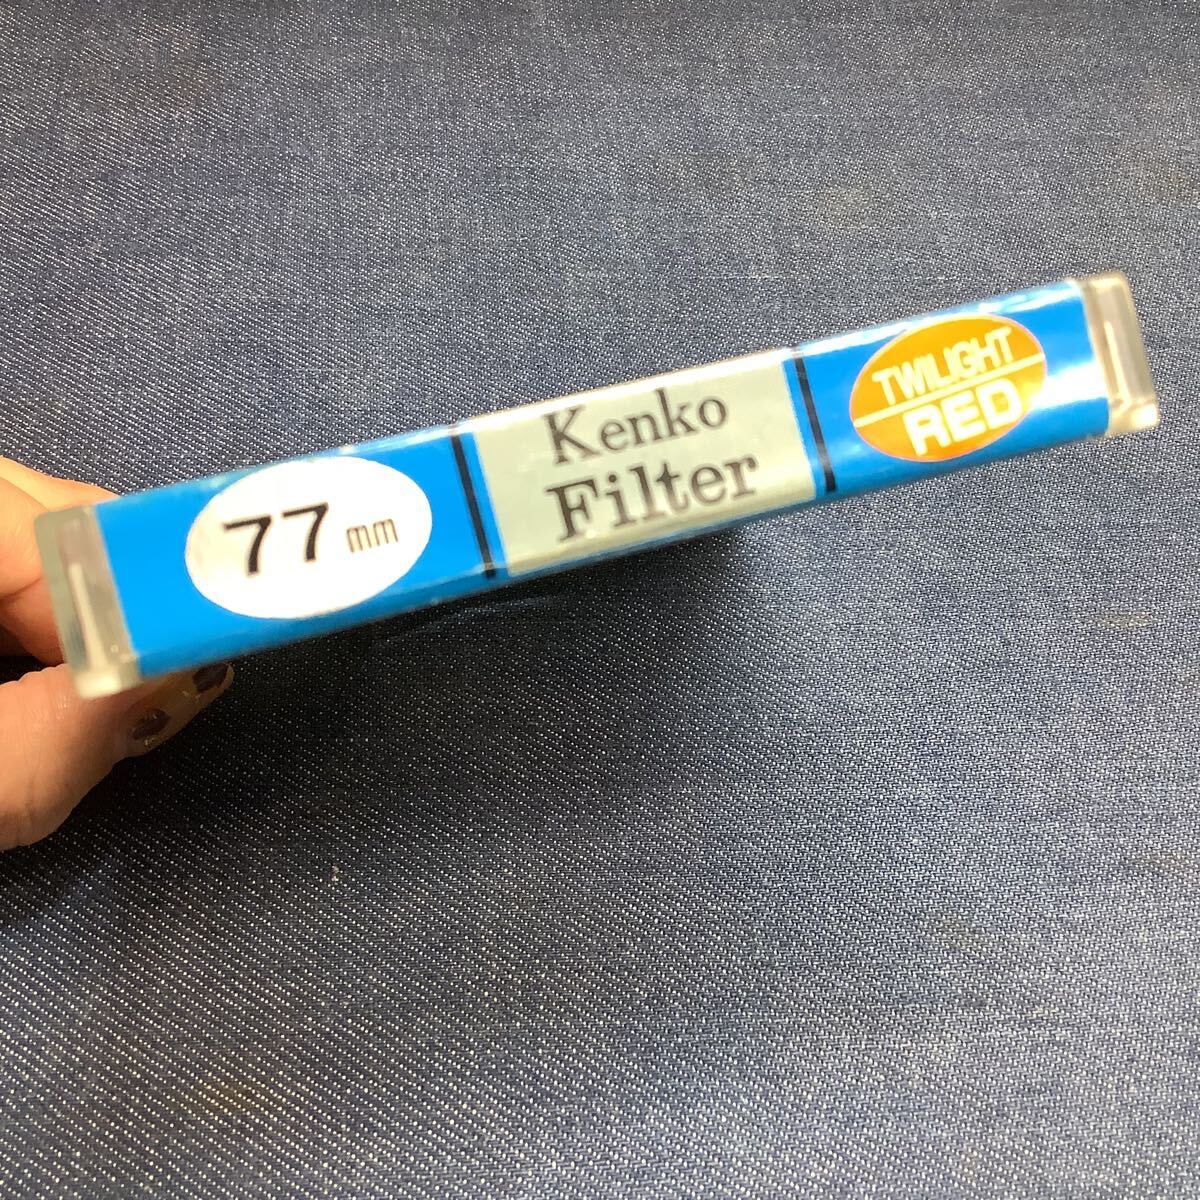 77 mm
Kenko
Filter
TWILIGHT
RED